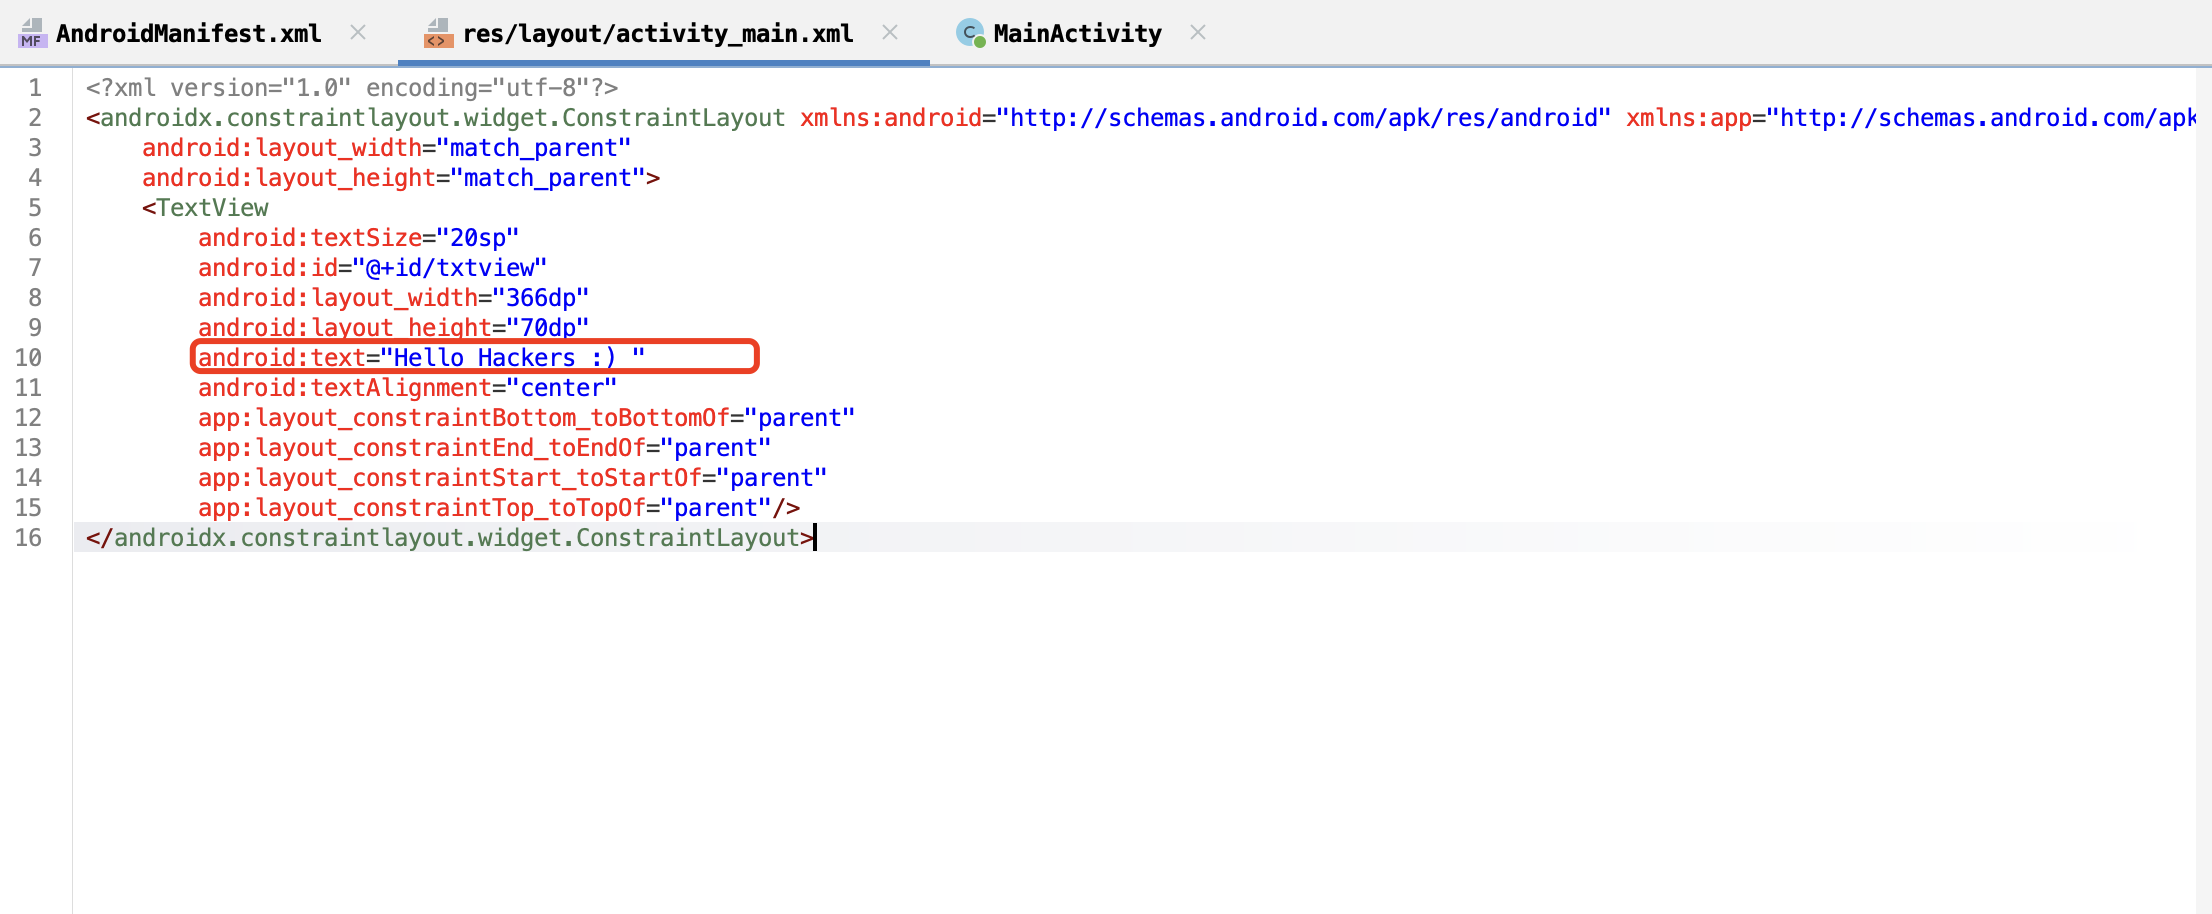 AndroidManifest.xml res/layout/activity_main.xml MainActivity
1 <?xml version="1.0" encoding="utf-8"?>
2 <androidx.constraintlayout.widget.ConstraintLayout xmlns:android="http://schemas.android.com/apk/res/android" xmlns:app="http://schemas.android.com/apk
3     android:layout_width="match_parent"
4     android:layout_height="match_parent">
5     <TextView
6         android:textSize="20sp"
7         android:id="@+id/txtview"
8         android:layout_width="366dp"
9         android:layout_height="70dp"
10         android:text="Hello Hackers :) "
11         android:textAlignment="center"
12         app:layout_constraintBottom_toBottomOf="parent"
13         app:layout_constraintEnd_toEndOf="parent"
14         app:layout_constraintStart_toStartOf="parent"
15         app:layout_constraintTop_toTopOf="parent"/>
16 </androidx.constraintlayout.widget.ConstraintLayout>